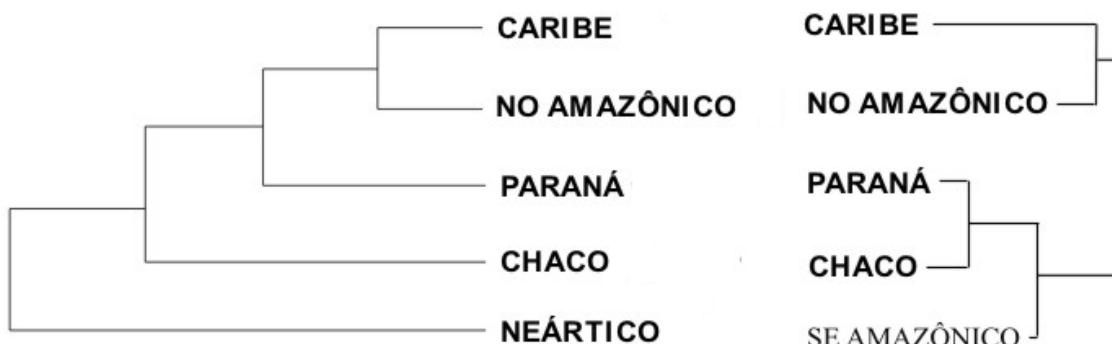 CARIBE
NO AMAZÔNICO
PARANÁ
CHACO
NEÁRTICO
CARIBE
NO AMAZÔNICO
PARANÁ
CHACO
SE AMAZÔNICO